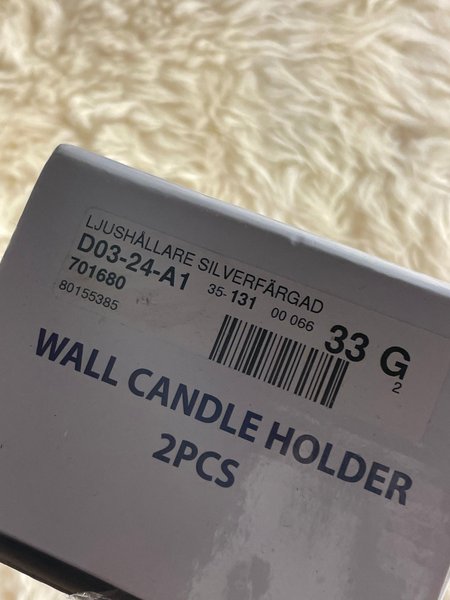 LJUSHÅLLARE SILVERFÄRGAD
D03-24-A1 35-131 00 066 33 G
701680
80155385
2
WALL CANDLE HOLDER
2PCS